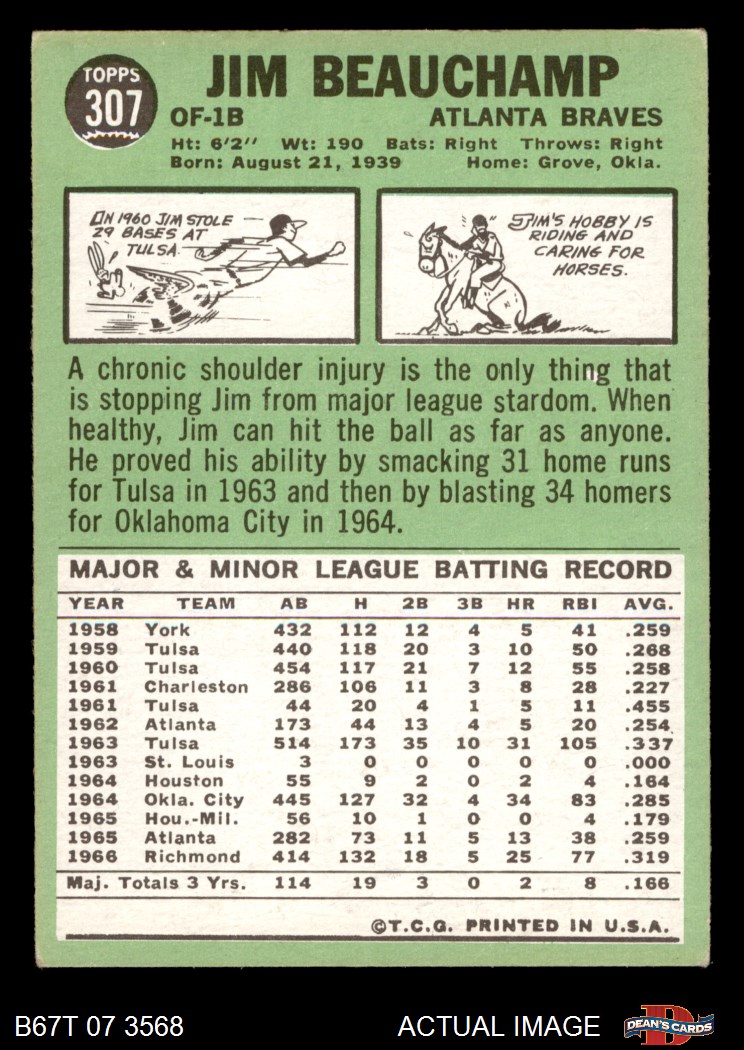 TOPPS
307
JIM BEAUCHAMP
OF-1B ATLANTA BRAVES
Ht: 6'2" Wt: 190 Bats: Right Throws: Right
Born: August 21, 1939 Home: Grove, Okla.
IN 1960 JIM STOLE
29 BASES AT
TULSA.
JIM'S HOBBY IS
RIDING AND
CARING FOR
HORSES.
A chronic shoulder injury is the only thing that
is stopping Jim from major league stardom. When
healthy, Jim can hit the ball as far as anyone.
He proved his ability by smacking 31 home runs
for Tulsa in 1963 and then by blasting 34 homers
for Oklahoma City in 1964.
MAJOR & MINOR LEAGUE BATTING RECORD
YEAR TEAM AB H 2B 3B HR RBI AVG.
1958 York 432 112 12 4 5 41 .259
1959 Tulsa 440 118 20 3 10 50 .268
1960 Tulsa 454 117 21 7 12 55 .258
1961 Charleston 286 106 11 3 8 28 .227
1961 Tulsa 44 20 4 1 5 11 .455
1962 Atlanta 173 44 13 4 5 20 .254
1963 Tulsa 514 173 35 10 31 105 .337
1963 St. Louis 3 0 0 0 0 0 .000
1964 Houston 55 9 2 0 2 4 .164
1964 Okla. City 445 127 32 4 34 83 .285
1965 Hou.-Mil. 56 10 1 0 0 4 .179
1965 Atlanta 282 73 11 5 13 38 .259
1966 Richmond 414 132 18 5 25 77 .319
Maj. Totals 3 Yrs. 114 19 3 0 2 8 .166
©T.C.G. PRINTED IN U.S.A.
B67T 07 3568 ACTUAL IMAGE
D
DEAN'S CARDS